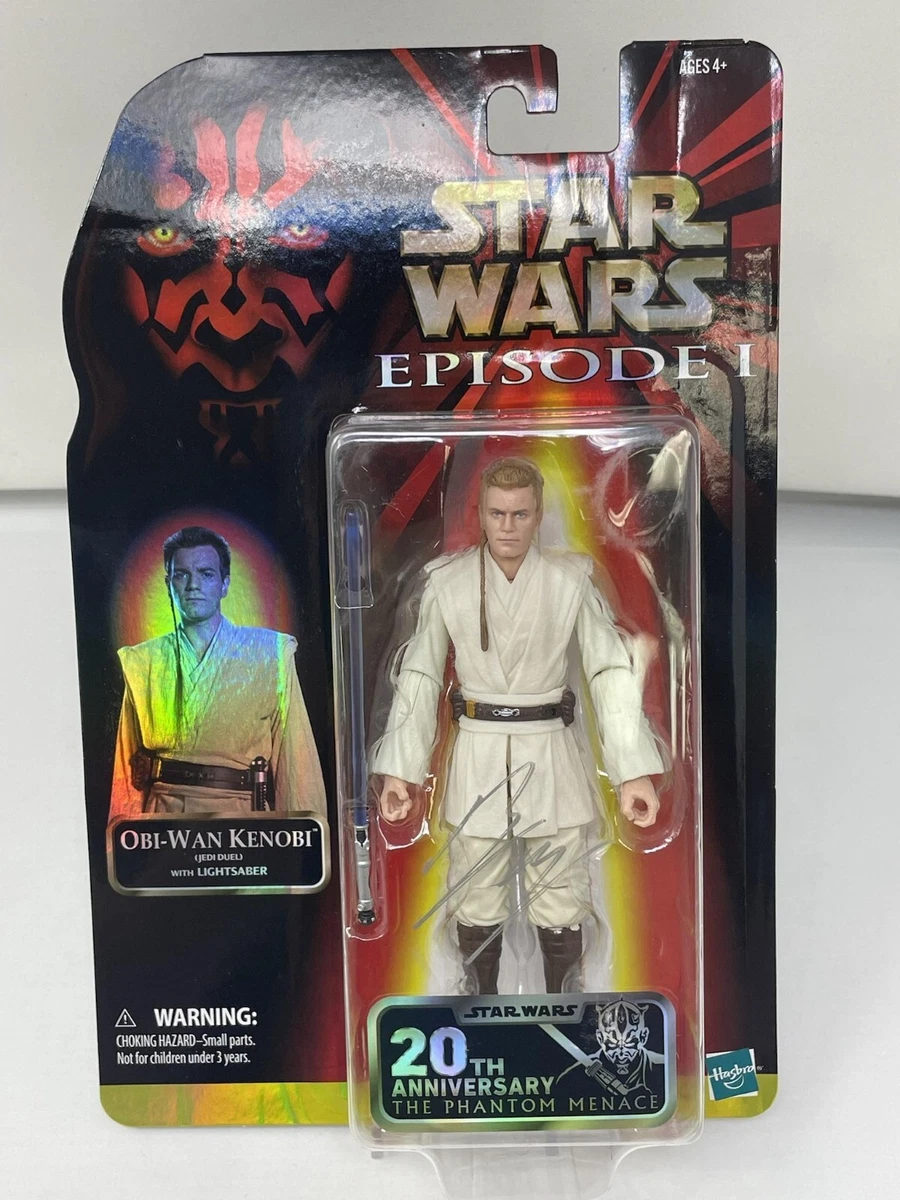 AGES 4+
STAR
WARS
EPISODE I
OBI-WAN KENOBI™
(JEDI DUEL)
WITH LIGHTSABER
WARNING:
CHOKING HAZARD–Small parts.
Not for children under 3 years.
STAR WARS
20TH
ANNIVERSARY
THE PHANTOM MENACE
Hasbro